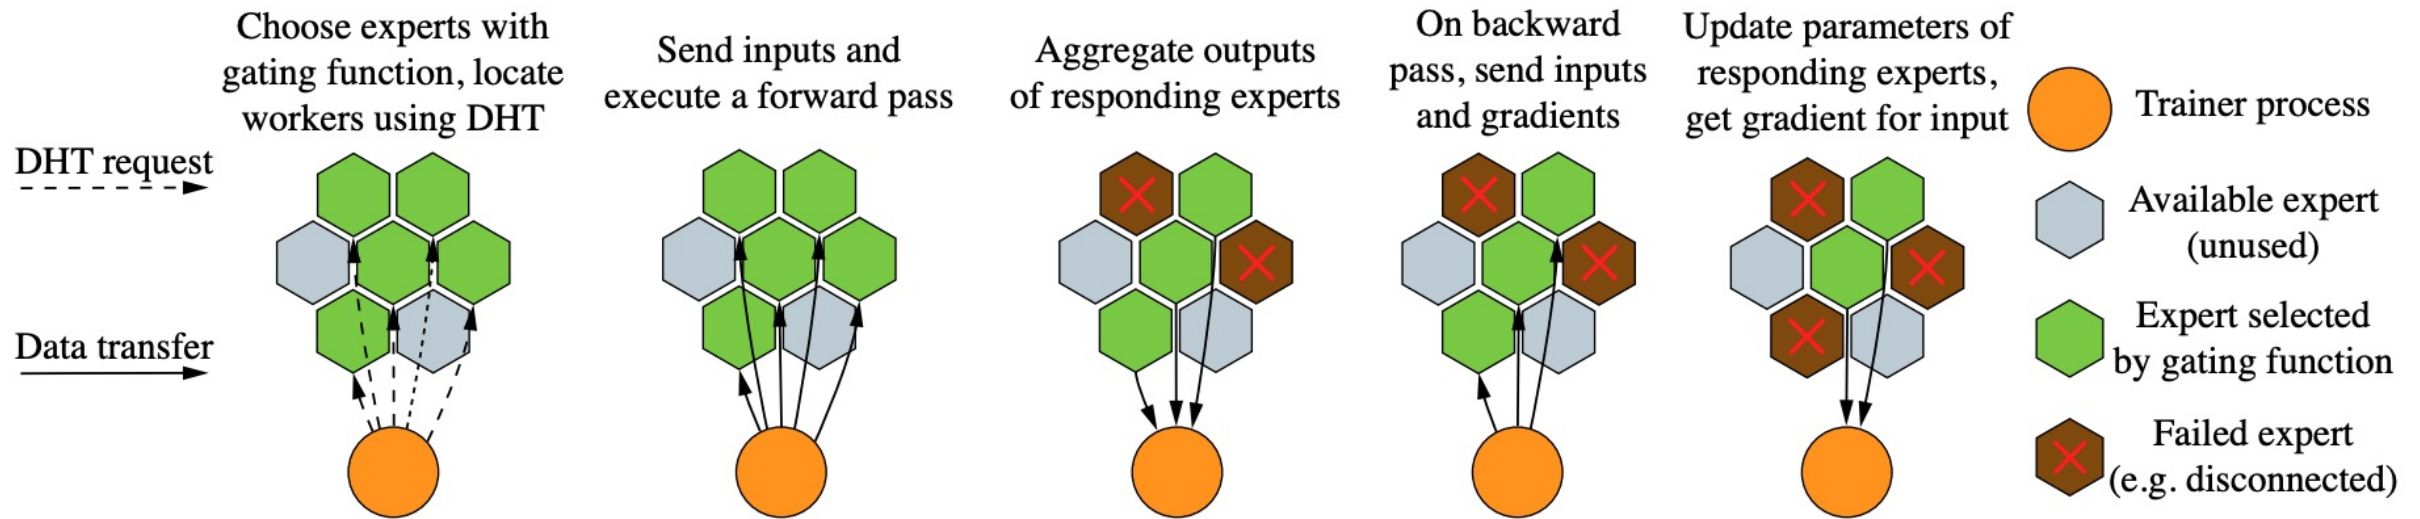 Choose experts with
gating function, locate
workers using DHT
Send inputs and
execute a forward pass
Aggregate outputs
of responding experts
On backward
pass, send inputs
and gradients
Update parameters of
responding experts,
get gradient for input
DHT request
Data transfer
Trainer process
Available expert
(unused)
Expert selected
by gating function
Failed expert
(e.g. disconnected)